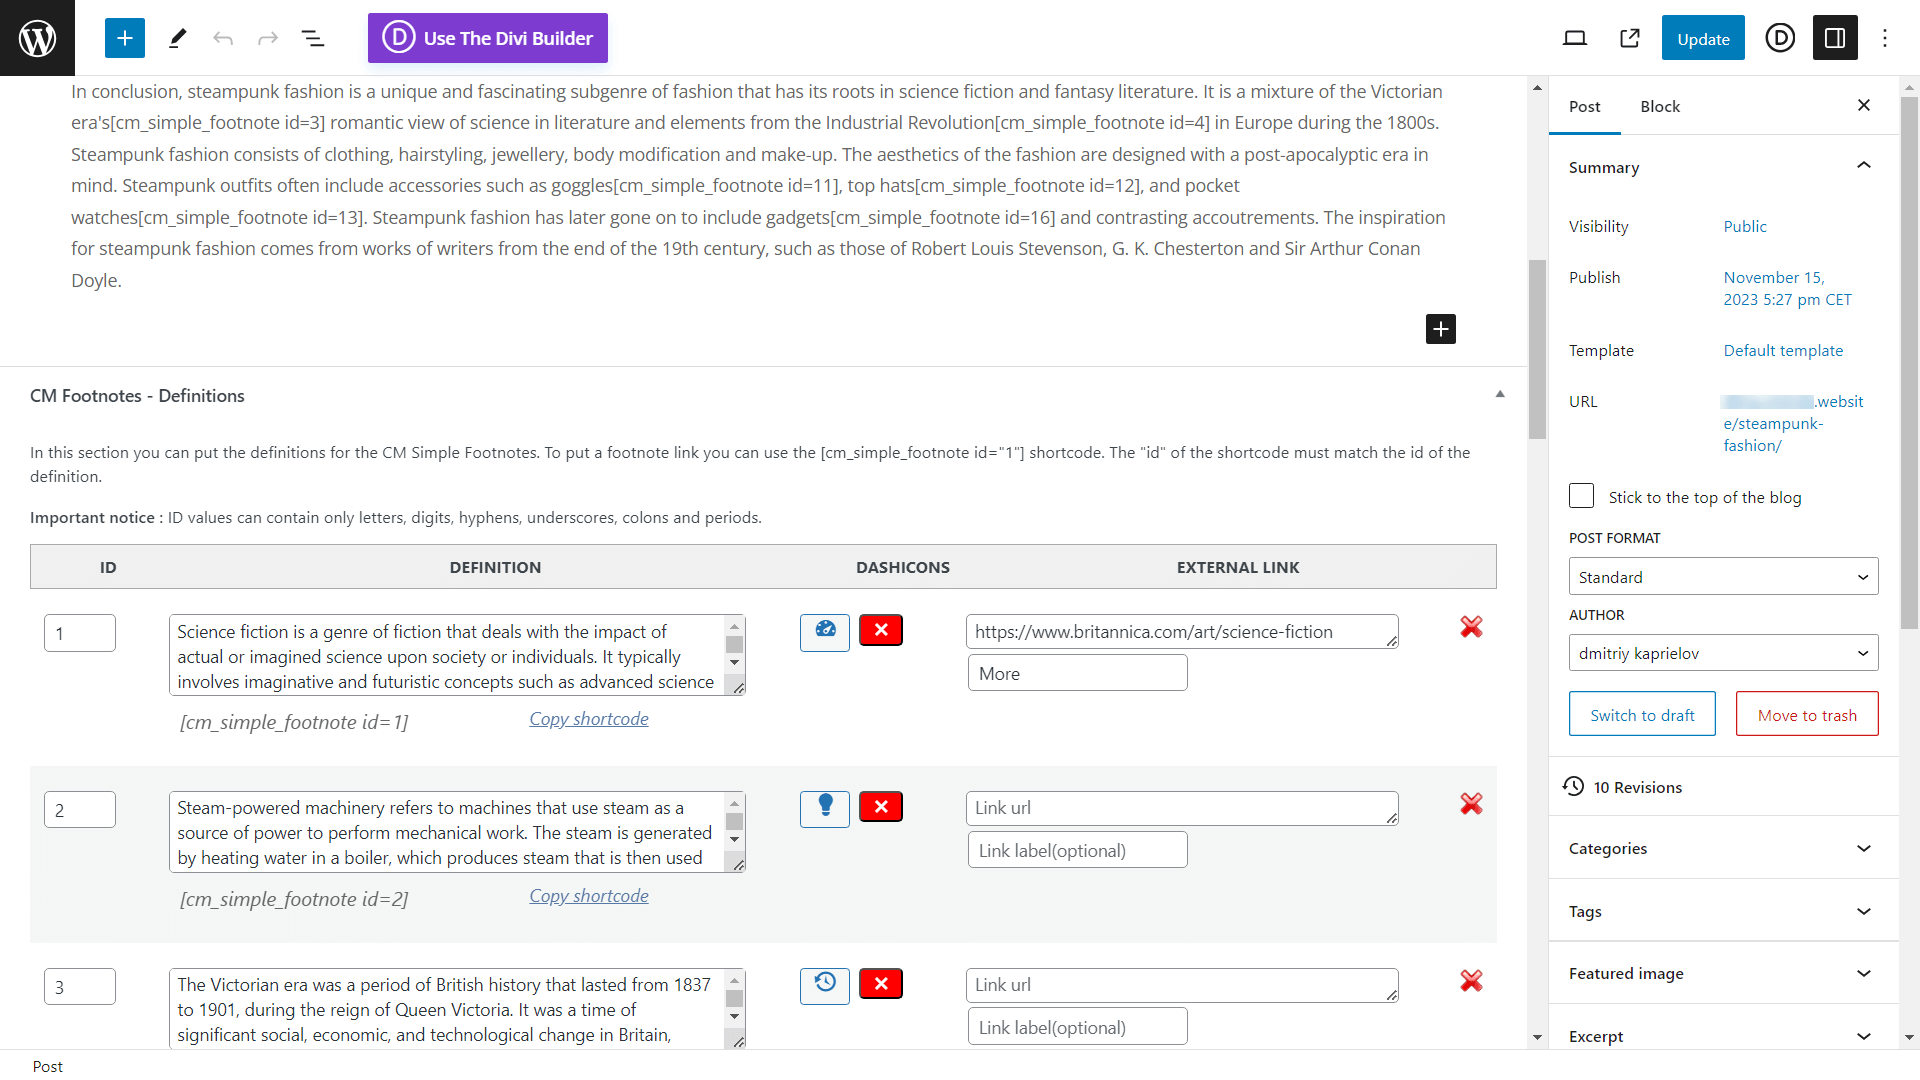 Use The Divi Builder
Update
In conclusion, steampunk fashion is a unique and fascinating subgenre of fashion that has its roots in science fiction and fantasy literature. It is a mixture of the Victorian
era's[cm_simple_footnote id=3] romantic view of science in literature and elements from the Industrial Revolution[cm_simple_footnote id=4] in Europe during the 1800s.
Steampunk fashion consists of clothing, hairstyling, jewellery, body modification and make-up. The aesthetics of the fashion are designed with a post-apocalyptic era in
mind. Steampunk outfits often include accessories such as goggles[cm_simple_footnote id=11], top hats[cm_simple_footnote id=12], and pocket
watches[cm_simple_footnote id=13]. Steampunk fashion has later gone on to include gadgets[cm_simple_footnote id=16] and contrasting accoutrements. The inspiration
for steampunk fashion comes from works of writers from the end of the 19th century, such as those of Robert Louis Stevenson, G. K. Chesterton and Sir Arthur Conan
Doyle.
CM Footnotes - Definitions
In this section you can put the definitions for the CM Simple Footnotes. To put a footnote link you can use the [cm_simple_footnote id="1"] shortcode. The "id" of the shortcode must match the id of the
definition.
Important notice : ID values can contain only letters, digits, hyphens, underscores, colons and periods.
ID DEFINITION DASHICONS EXTERNAL LINK
1
Science fiction is a genre of fiction that deals with the impact of
actual or imagined science upon society or individuals. It typically
involves imaginative and futuristic concepts such as advanced science
https://www.britannica.com/art/science-fiction
More
[cm_simple_footnote id=1] Copy shortcode
2
Steam-powered machinery refers to machines that use steam as a
source of power to perform mechanical work. The steam is generated
by heating water in a boiler, which produces steam that is then used
Link url
Link label(optional)
[cm_simple_footnote id=2] Copy shortcode
3
The Victorian era was a period of British history that lasted from 1837
to 1901, during the reign of Queen Victoria. It was a time of
significant social, economic, and technological change in Britain,
Link url
Link label(optional)
Post Block
Summary
Visibility Public
Publish November 15,
2023 5:27 pm CET
Template Default template
URL .websit
e/steampunk-
fashion/
Stick to the top of the blog
POST FORMAT
Standard
AUTHOR
dmitriy kaprielov
Switch to draft Move to trash
10 Revisions
Categories
Tags
Featured image
Excerpt
Post